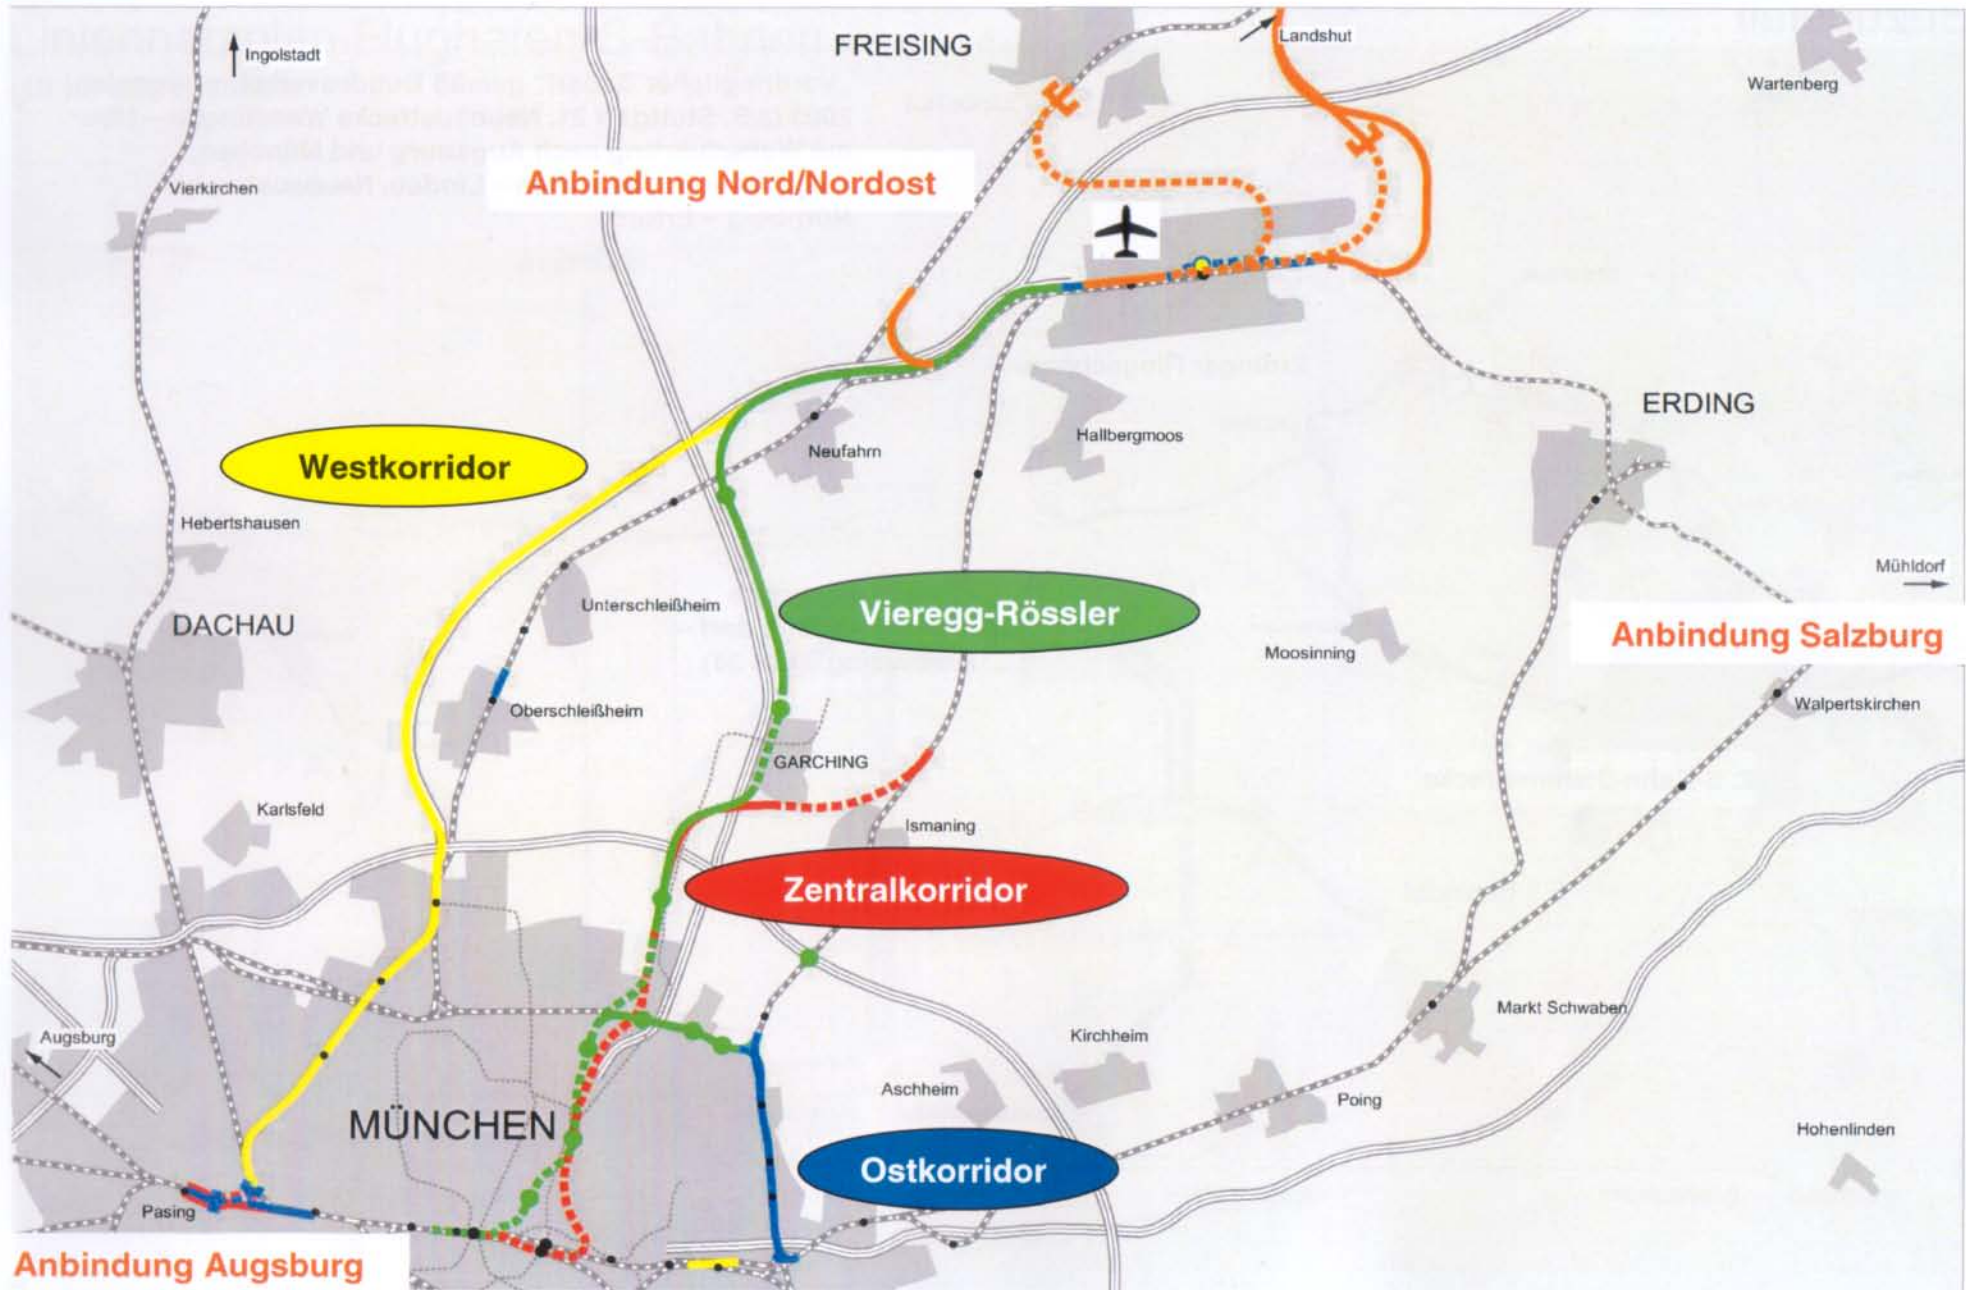 Ingolstadt
FREISING
Landshut
Wartenberg
Vierkirchen
Anbindung Nord/Nordost
ERDING
Neufahrn
Hallbergmoos
Westkorridor
Hebertshausen
Mühldorf
Unterschleißheim
Vieregg-Rössler
DACHAU
Anbindung Salzburg
Moosinning
Oberschleißheim
Walpertskirchen
GARCHING
Karlsfeld
Ismaning
Zentralkorridor
Markt Schwaben
Augsburg
Kirchheim
Aschheim
Poing
MÜNCHEN
Hohenlinden
Ostkorridor
Pasing
Anbindung Augsburg